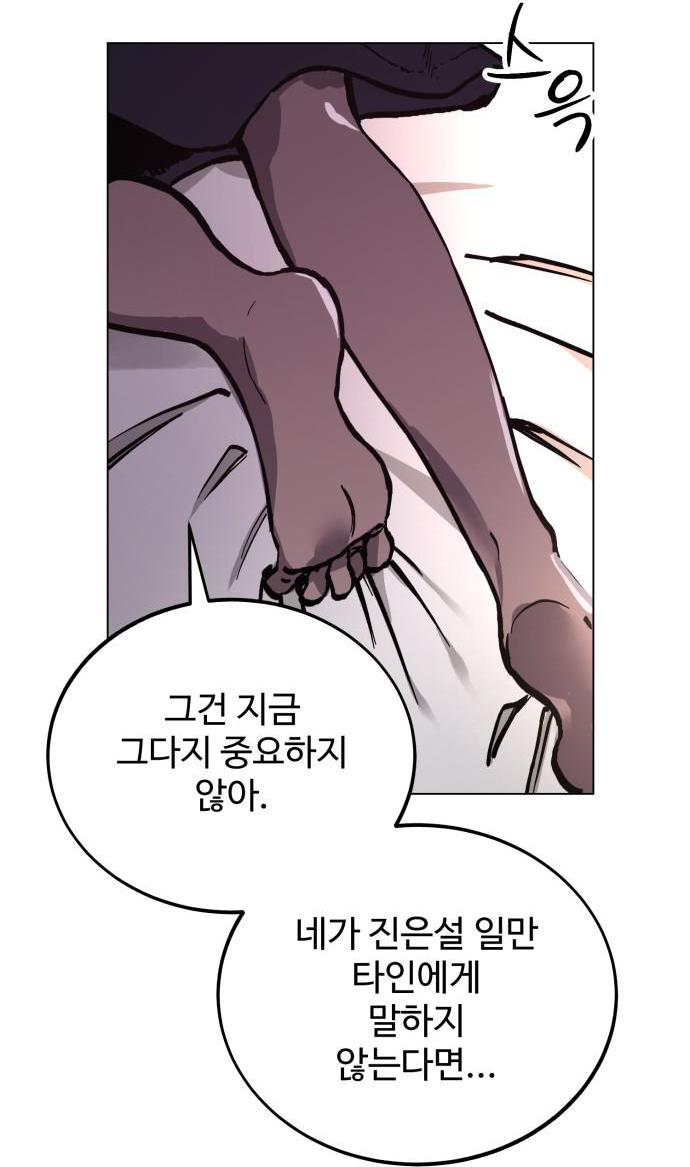 스윽
그건 지금
그다지 중요하지
않아.
네가 진은설 일만
타인에게
말하지
않는다면...